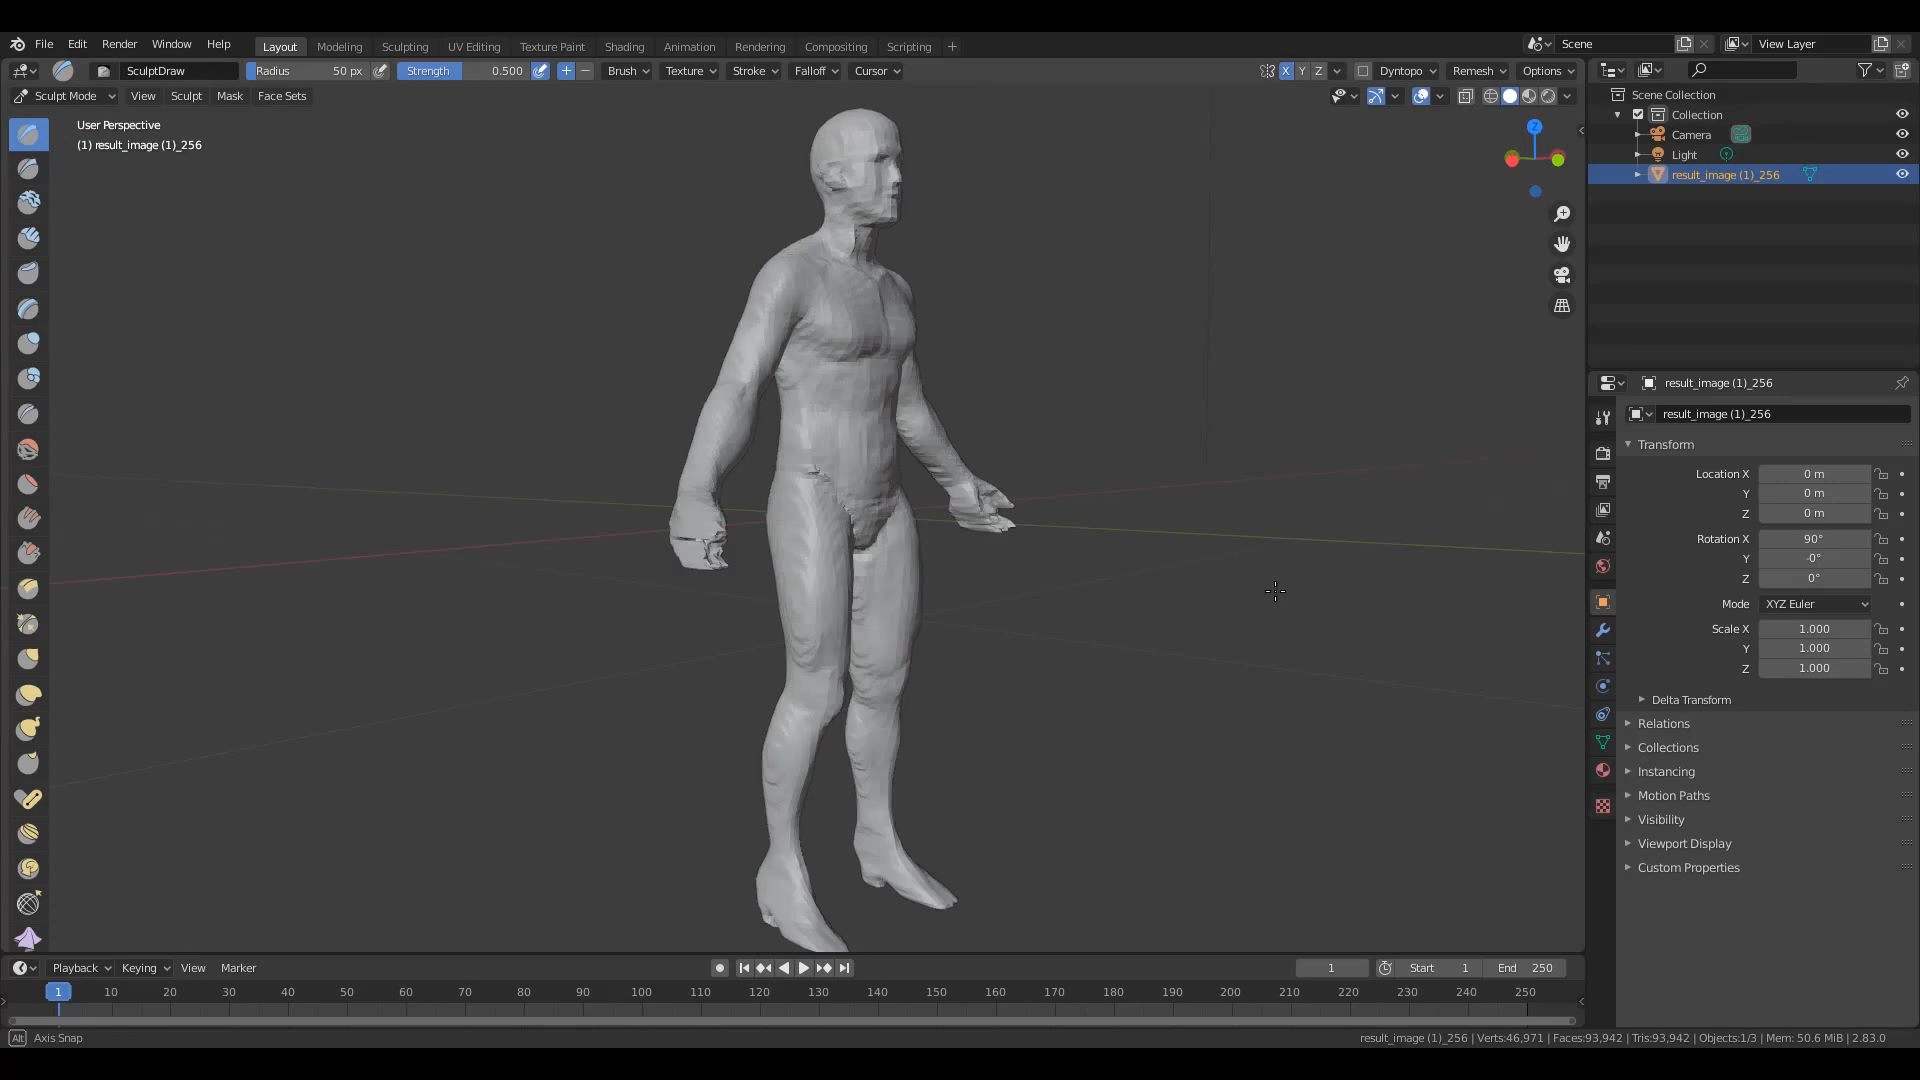 File Edit Render Window Help Layout Modeling Sculpting UV Editing Texture Paint Shading Animation Rendering Compositing Scripting + Scene View Layer
SculptDraw Radius 50 px Strength 0.500 + − Brush Texture Stroke Falloff Cursor X Y Z Dyntopo Remesh Options
Sculpt Mode View Sculpt Mask Face Sets
User Perspective
(1) result_image (1)_256
Z
Scene Collection
Collection
Camera
Light
result_image (1)_256
result_image (1)_256
result_image (1)_256
Transform
Location X 0 m
Y 0 m
Z 0 m
Rotation X 90°
Y -0°
Z 0°
Mode XYZ Euler
Scale X 1.000
Y 1.000
Z 1.000
Delta Transform
Relations
Collections
Instancing
Motion Paths
Visibility
Viewport Display
Custom Properties
Playback Keying View Marker 1 Start 1 End 250
1 10 20 30 40 50 60 70 80 90 100 110 120 130 140 150 160 170 180 190 200 210 220 230 240 250
Alt Axis Snap result_image (1)_256 | Verts:46,971 | Faces:93,942 | Tris:93,942 | Objects:1/3 | Mem: 50.6 MiB | 2.83.0